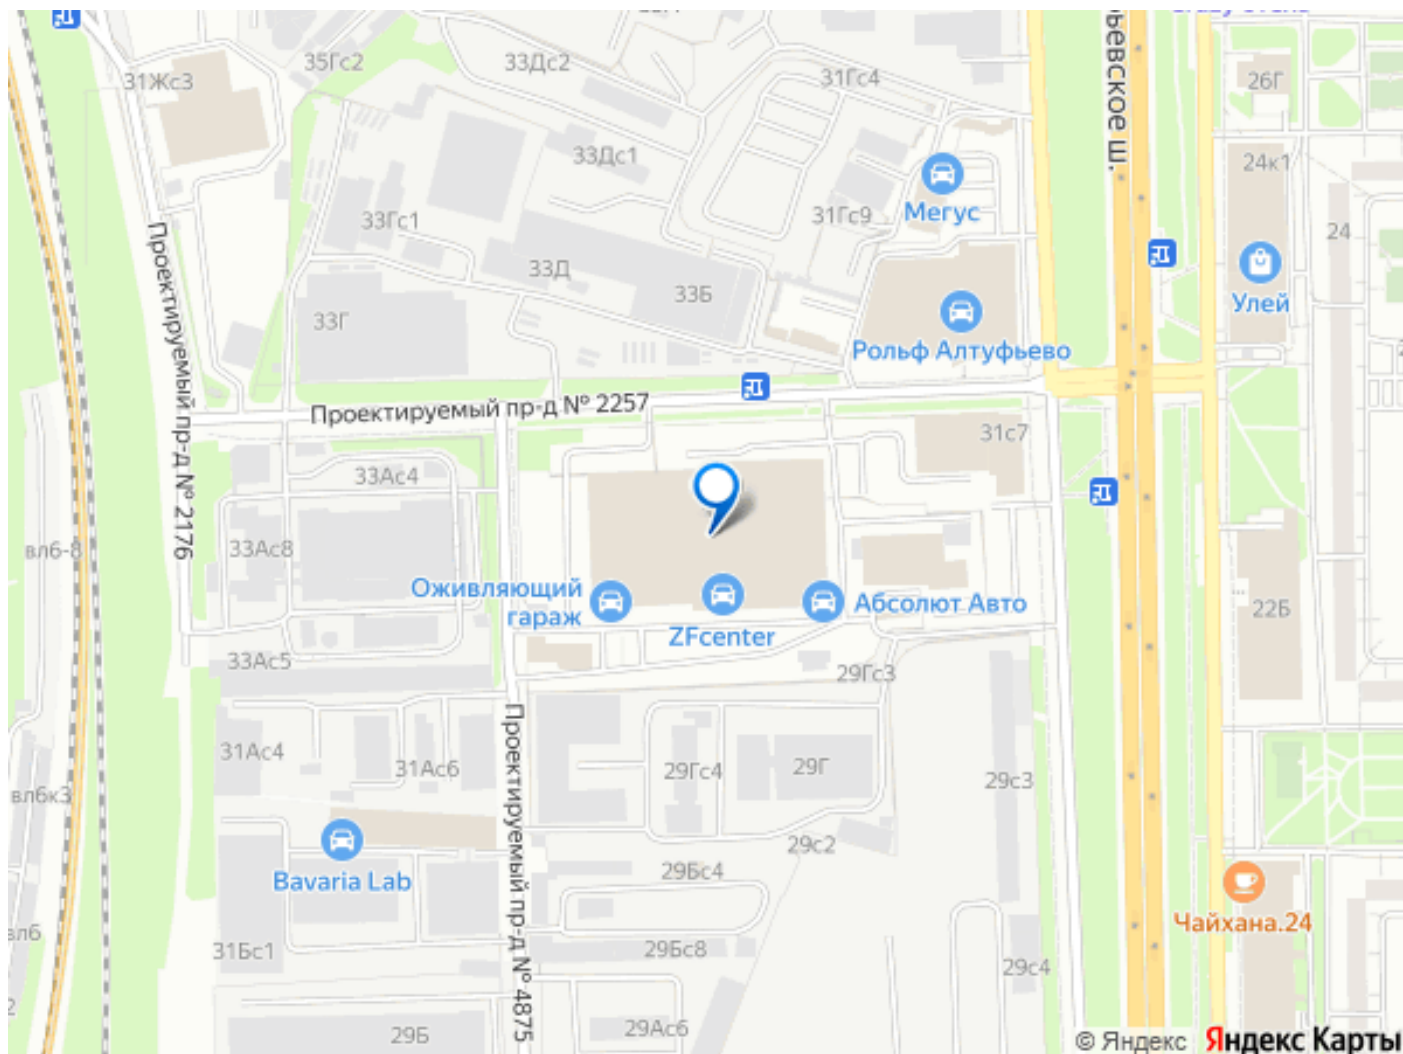 35Гс2
33Дс2
31Жс3
31Гс4
ьевское ш.
26Г
33Дс1
24к1
Мегус
33Гс1
31Гс9
24
Проектируемый пр-д № 2176
33Д
33Б
Улей
33Г
Рольф Алтуфьево
Проектируемый пр-д № 2257
31с7
33Ас4
вл6-8
33Ас8
Оживляющий
гараж
ZFcenter
Абсолют Авто
22Б
33Ас5
29Гс3
Проектируемый пр-д № 4875
31Ас4
31Ас6
29Гс4
29Г
29с3
вл6к3
29с2
Bavaria Lab
29Бс4
Чайхана.24
вл6
31Бс1
29Бс8
29с4
29Б
29Ас6
© Яндекс Яндекс Карты